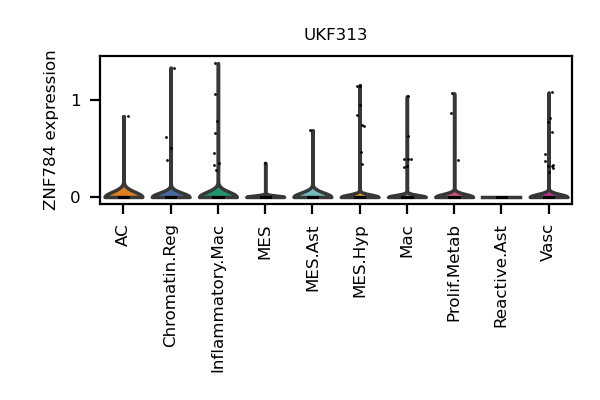 UKF313
ZNF784 expression
1
0
AC
Chromatin.Reg
Inflammatory.Mac
MES
MES.Ast
MES.Hyp
Mac
Prolif.Metab
Reactive.Ast
Vasc